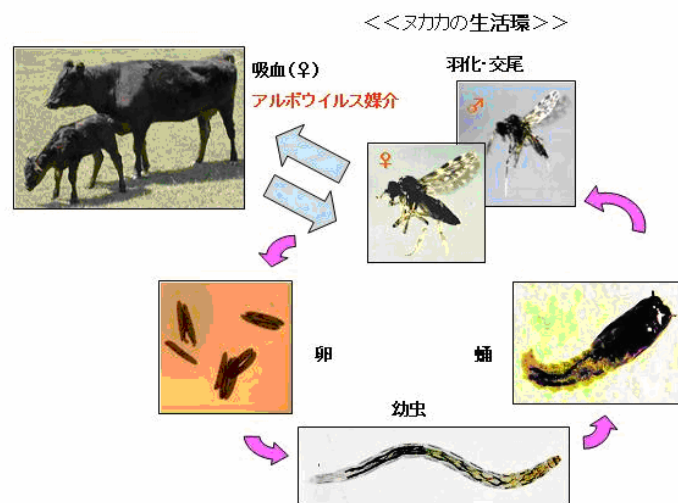 <<ヌカカの生活環>>
吸血(♀)
アルボウイルス媒介
羽化・交尾
♂
♀
卵
蛹
幼虫